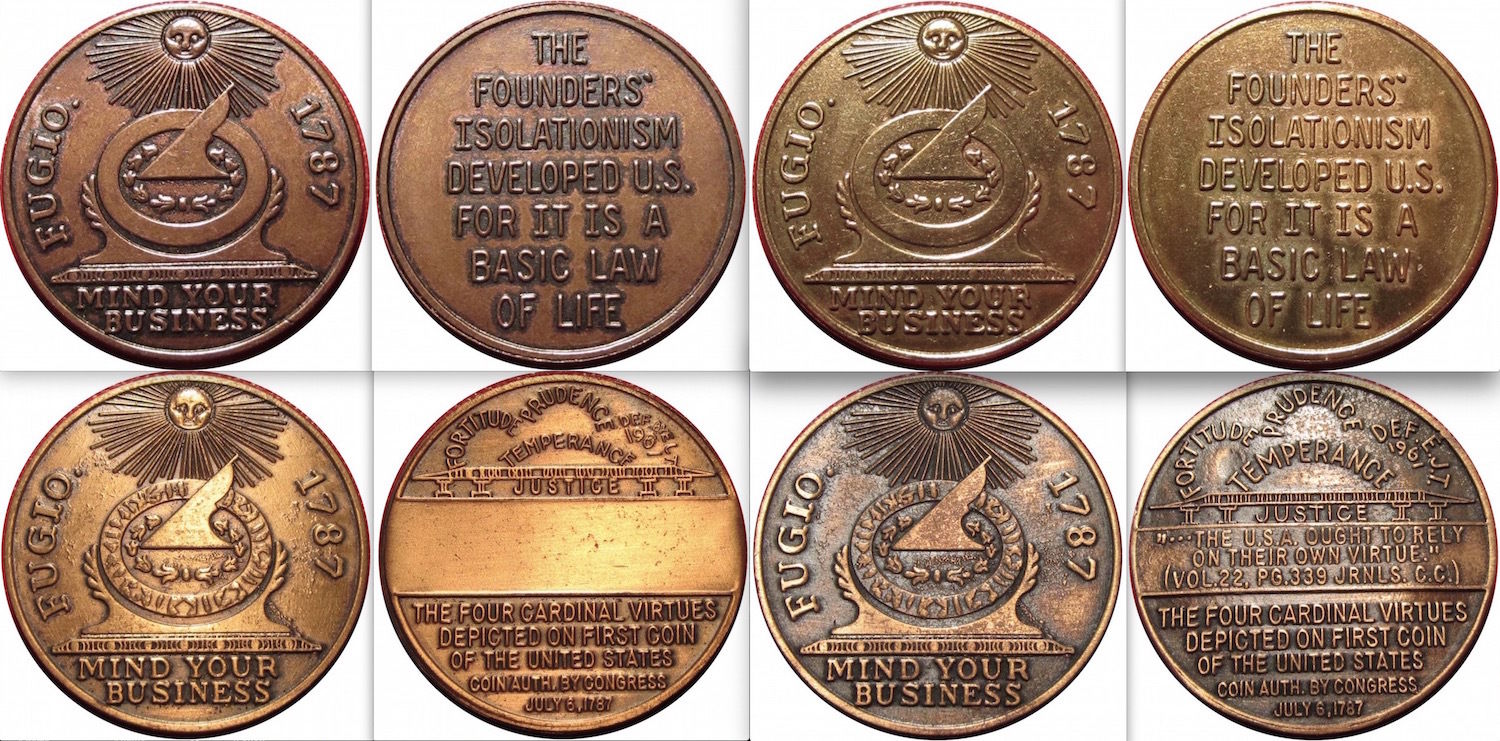 FUGIO. 1787
MIND YOUR
BUSINESS
THE
FOUNDERS'
ISOLATIONISM
DEVELOPED U.S.
FOR IT IS A
BASIC LAW
OF LIFE
FUGIO. 1787
MIND YOUR
BUSINESS
THE
FOUNDERS'
ISOLATIONISM
DEVELOPED U.S.
FOR IT IS A
BASIC LAW
OF LIFE
FUGIO. 1787
MIND YOUR
BUSINESS
FORTITUDE PRUDENCE
1961
TEMPERANCE
JUSTICE
THE FOUR CARDINAL VIRTUES
DEPICTED ON FIRST COIN
OF THE UNITED STATES
COIN AUTH. BY CONGRESS
JULY 6, 1787
FUGIO. 1787
MIND YOUR
BUSINESS
FORTITUDE PRUDENCE DEF. E.J.T.
1961
TEMPERANCE
JUSTICE
"...THE U.S.A. OUGHT TO RELY
ON THEIR OWN VIRTUE."
(VOL.22, PG.339 JRNLS. C.C.)
THE FOUR CARDINAL VIRTUES
DEPICTED ON FIRST COIN
OF THE UNITED STATES
COIN AUTH. BY CONGRESS
JULY 6, 1787